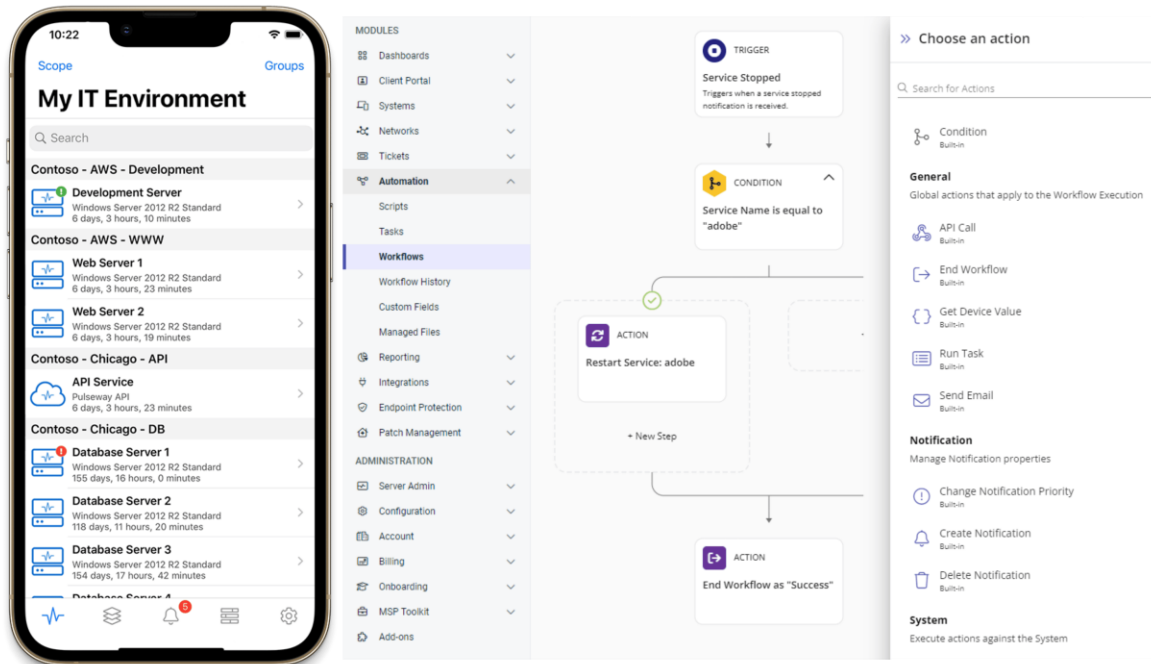 10:22
Scope
Groups
My IT Environment
Search
Contoso - AWS - Development
Development Server
Windows Server 2012 R2 Standard
6 days, 3 hours, 10 minutes
Contoso - AWS - WWW
Web Server 1
Windows Server 2012 R2 Standard
6 days, 3 hours, 23 minutes
Web Server 2
Windows Server 2012 R2 Standard
6 days, 3 hours, 19 minutes
Contoso - Chicago - API
API Service
Pulseway API
6 days, 3 hours, 23 minutes
Contoso - Chicago - DB
Database Server 1
Windows Server 2012 R2 Standard
155 days, 16 hours, 0 minutes
Database Server 2
Windows Server 2012 R2 Standard
118 days, 11 hours, 20 minutes
Database Server 3
Windows Server 2012 R2 Standard
154 days, 17 hours, 42 minutes
Database Server 4
5
MODULES
Dashboards
Client Portal
Systems
Networks
Tickets
Automation
Scripts
Tasks
Workflows
Workflow History
Custom Fields
Managed Files
Reporting
Integrations
Endpoint Protection
Patch Management
ADMINISTRATION
Server Admin
Configuration
Account
Billing
Onboarding
MSP Toolkit
Add-ons
TRIGGER
Service Stopped
Triggers when a service stopped
notification is received.
CONDITION
Service Name is equal to
"adobe"
ACTION
Restart Service: adobe
+ New Step
ACTION
End Workflow as "Success"
Choose an action
Search for Actions
Condition
Built-in
General
Global actions that apply to the Workflow Execution
API Call
Built-in
End Workflow
Built-in
Get Device Value
Built-in
Run Task
Built-in
Send Email
Built-in
Notification
Manage Notification properties
Change Notification Priority
Built-in
Create Notification
Built-in
Delete Notification
Built-in
System
Execute actions against the System